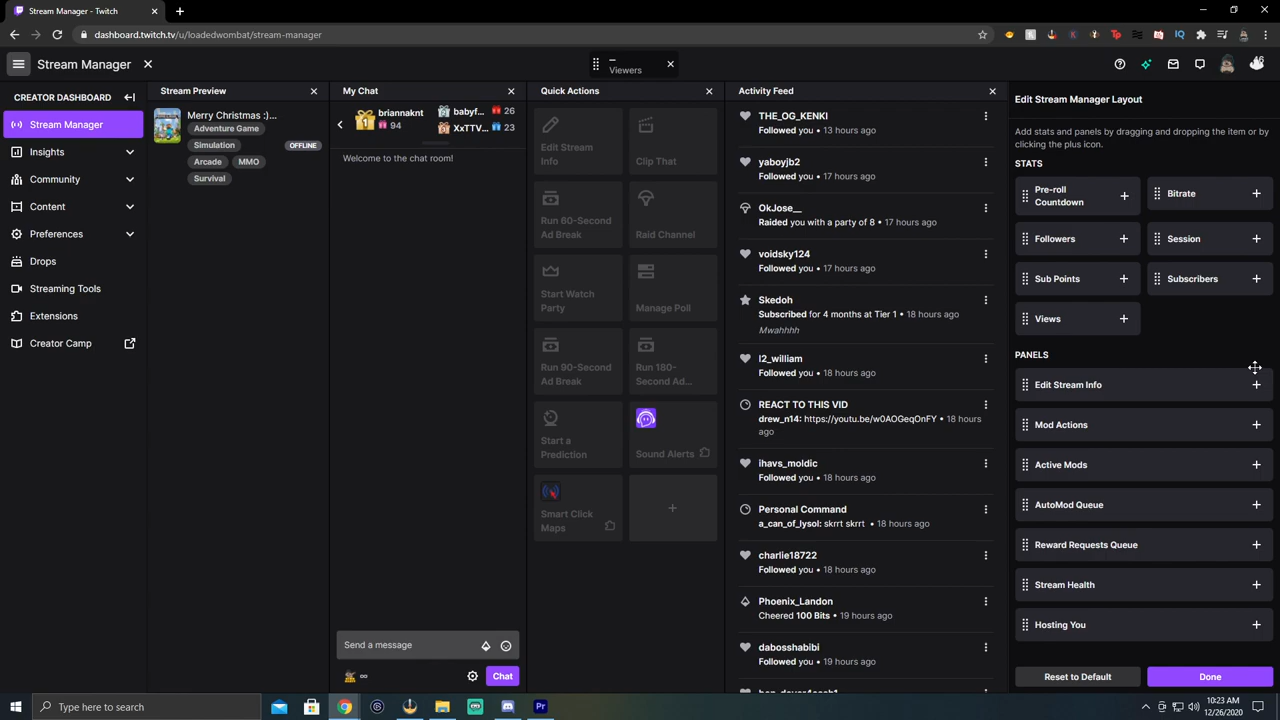 Stream Manager - Twitch
dashboard.twitch.tv/u/loadedwombat/stream-manager
Stream Manager
–
Viewers
CREATOR DASHBOARD
Stream Manager
Insights
Community
Content
Preferences
Drops
Streaming Tools
Extensions
Creator Camp
Stream Preview
Merry Christmas :)...
Adventure Game
Simulation
OFFLINE
Arcade
MMO
Survival
My Chat
briannaknt
94
babyf...
26
XxTTV...
23
Welcome to the chat room!
Send a message
∞
Chat
Quick Actions
Edit Stream
Info
Clip That
Run 60-Second
Ad Break
Raid Channel
Start Watch
Party
Manage Poll
Run 90-Second
Ad Break
Run 180-
Second Ad...
Start a
Prediction
Sound Alerts
Smart Click
Maps
Activity Feed
THE_OG_KENKI
Followed you • 13 hours ago
yaboyjb2
Followed you • 17 hours ago
OkJose__
Raided you with a party of 8 • 17 hours ago
voidsky124
Followed you • 17 hours ago
Skedoh
Subscribed for 4 months at Tier 1 • 18 hours ago
Mwahhhh
l2_william
Followed you • 18 hours ago
REACT TO THIS VID
drew_n14: https://youtu.be/w0AOGeqOnFY • 18 hours
ago
ihavs_moldic
Followed you • 18 hours ago
Personal Command
a_can_of_lysol: skrrt skrrt • 18 hours ago
charlie18722
Followed you • 18 hours ago
Phoenix_Landon
Cheered 100 Bits • 19 hours ago
dabosshabibi
Followed you • 19 hours ago
Edit Stream Manager Layout
Add stats and panels by dragging and dropping the item or by
clicking the plus icon.
STATS
Pre-roll
Countdown
Bitrate
Followers
Session
Sub Points
Subscribers
Views
PANELS
Edit Stream Info
Mod Actions
Active Mods
AutoMod Queue
Reward Requests Queue
Stream Health
Hosting You
Reset to Default
Done
Type here to search
10:23 AM
12/26/2020